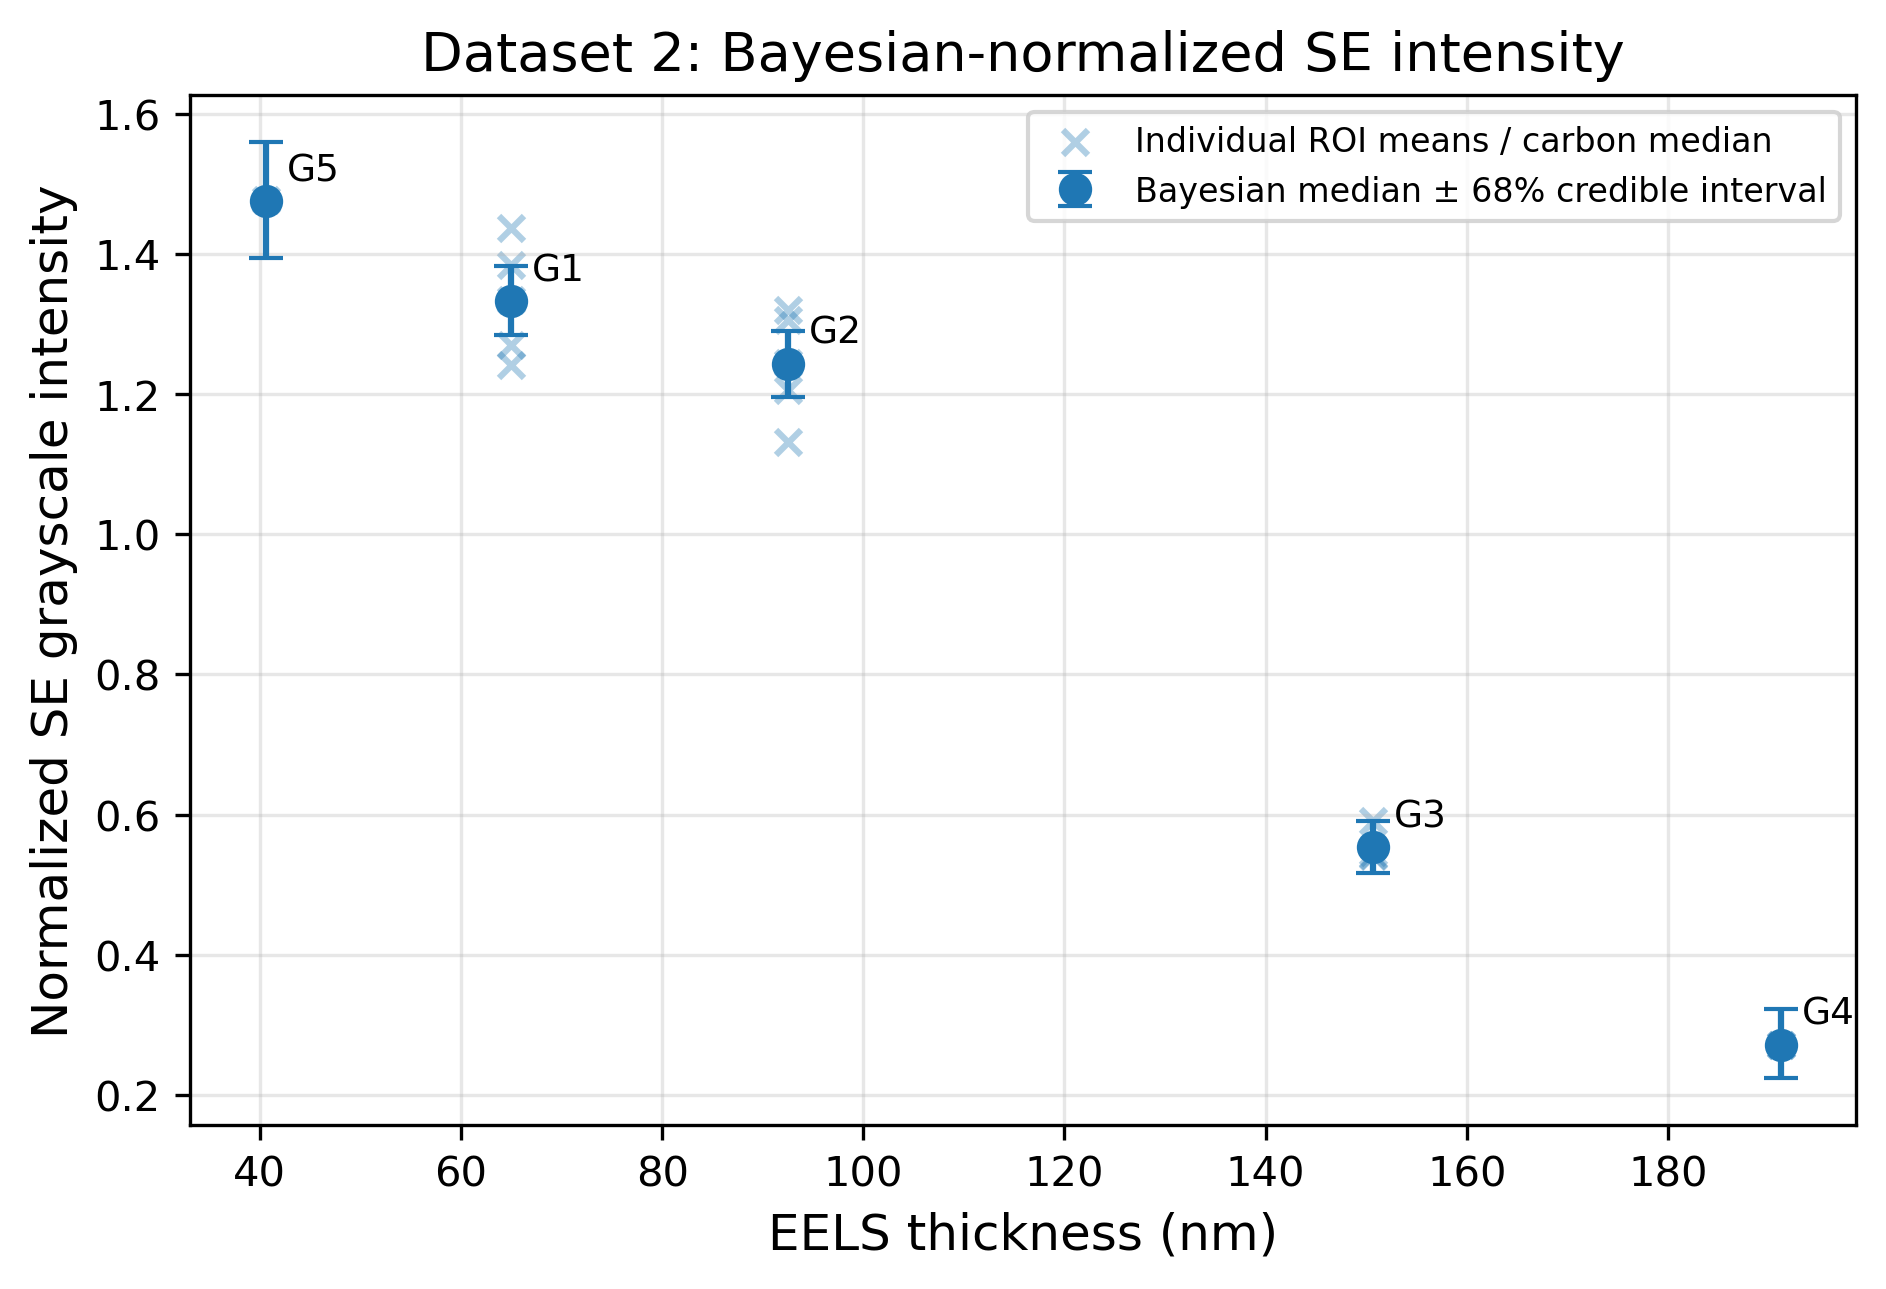 Dataset 2: Bayesian-normalized SE intensity
Individual ROI means / carbon median
Bayesian median ± 68% credible interval
Normalized SE grayscale intensity
1.6
1.4
1.2
1.0
0.8
0.6
0.4
0.2
G5
G1
G2
G3
G4
40 60 80 100 120 140 160 180
EELS thickness (nm)